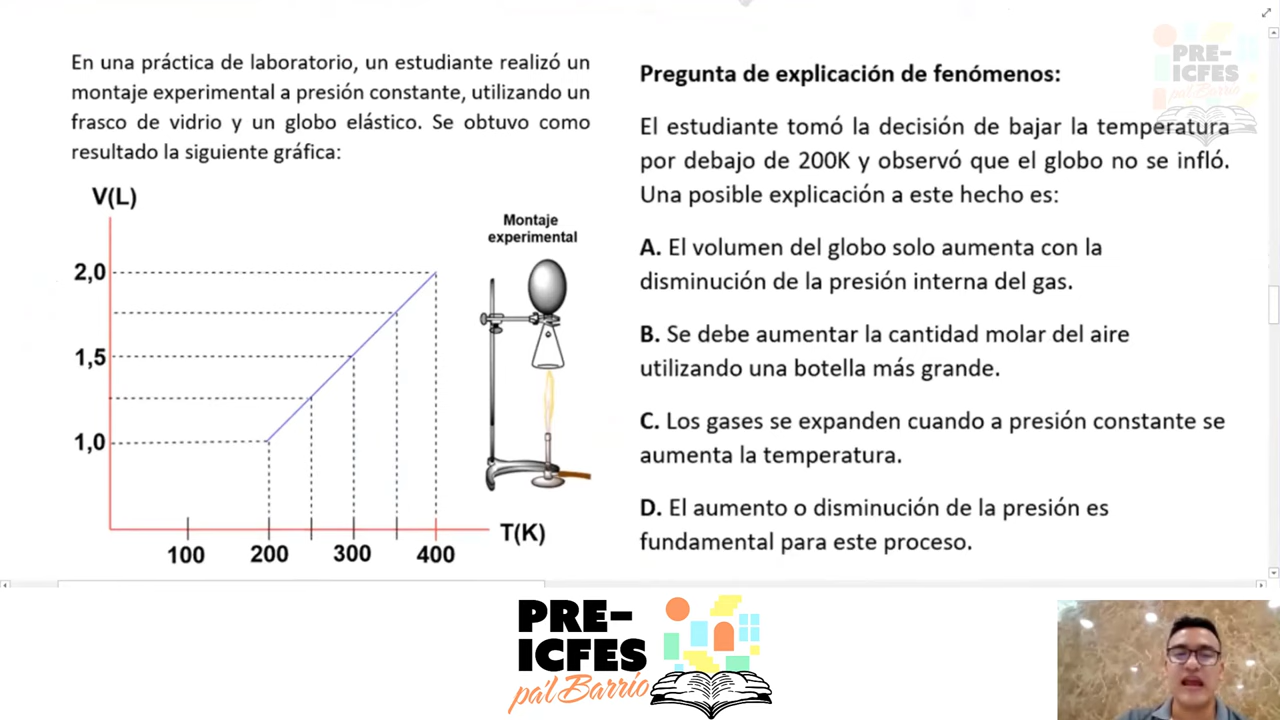 En una práctica de laboratorio, un estudiante realizó un
montaje experimental a presión constante, utilizando un
frasco de vidrio y un globo elástico. Se obtuvo como
resultado la siguiente gráfica:
V(L)
2,0
1,5
1,0
100 200 300 400
T(K)
Montaje
experimental
Pregunta de explicación de fenómenos:
El estudiante tomó la decisión de bajar la temperatura
por debajo de 200K y observó que el globo no se infló.
Una posible explicación a este hecho es:
A. El volumen del globo solo aumenta con la
disminución de la presión interna del gas.
B. Se debe aumentar la cantidad molar del aire
utilizando una botella más grande.
C. Los gases se expanden cuando a presión constante se
aumenta la temperatura.
D. El aumento o disminución de la presión es
fundamental para este proceso.
PRE-
ICFES
pa'l Barrio
PRE-
ICFES
pa'l Barrio